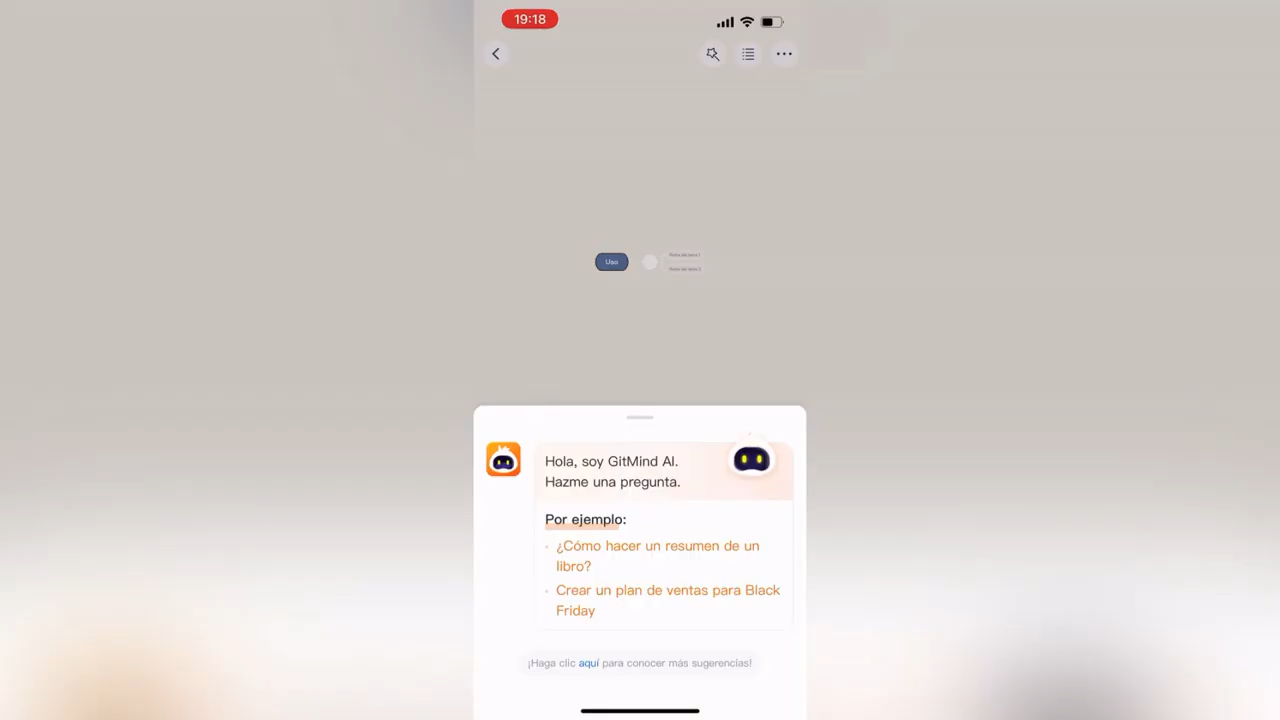 19:18
Uso
Hola, soy GitMind AI.
Hazme una pregunta.
Por ejemplo:
¿Cómo hacer un resumen de un
libro?
Crear un plan de ventas para Black
Friday
¡Haga clic aquí para conocer más sugerencias!